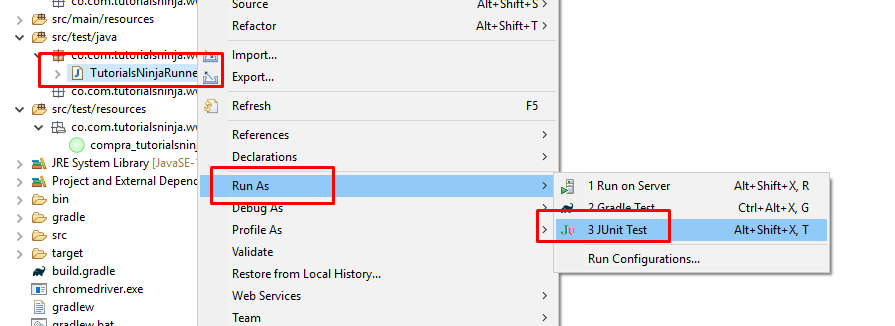 co.com.tutorialsninja.w
src/main/resources
src/test/java
co.com.tutorialsninja.w
TutorialsNinjaRunne
co.com.tutorialsninja.w
src/test/resources
co.com.tutorialsninja.w
compra_tutorialsninj
JRE System Library [JavaSE-
Project and External Depend
bin
gradle
src
target
build.gradle
chromedriver.exe
gradlew
gradlew.bat
Source Alt+Shift+S >
Refactor Alt+Shift+T >
Import...
Export...
Refresh F5
References >
Declarations >
Run As >
Debug As >
Profile As >
Validate
Restore from Local History...
Web Services >
Team >
1 Run on Server Alt+Shift+X, R
2 Gradle Test Ctrl+Alt+X, G
3 JUnit Test Alt+Shift+X, T
Run Configurations...